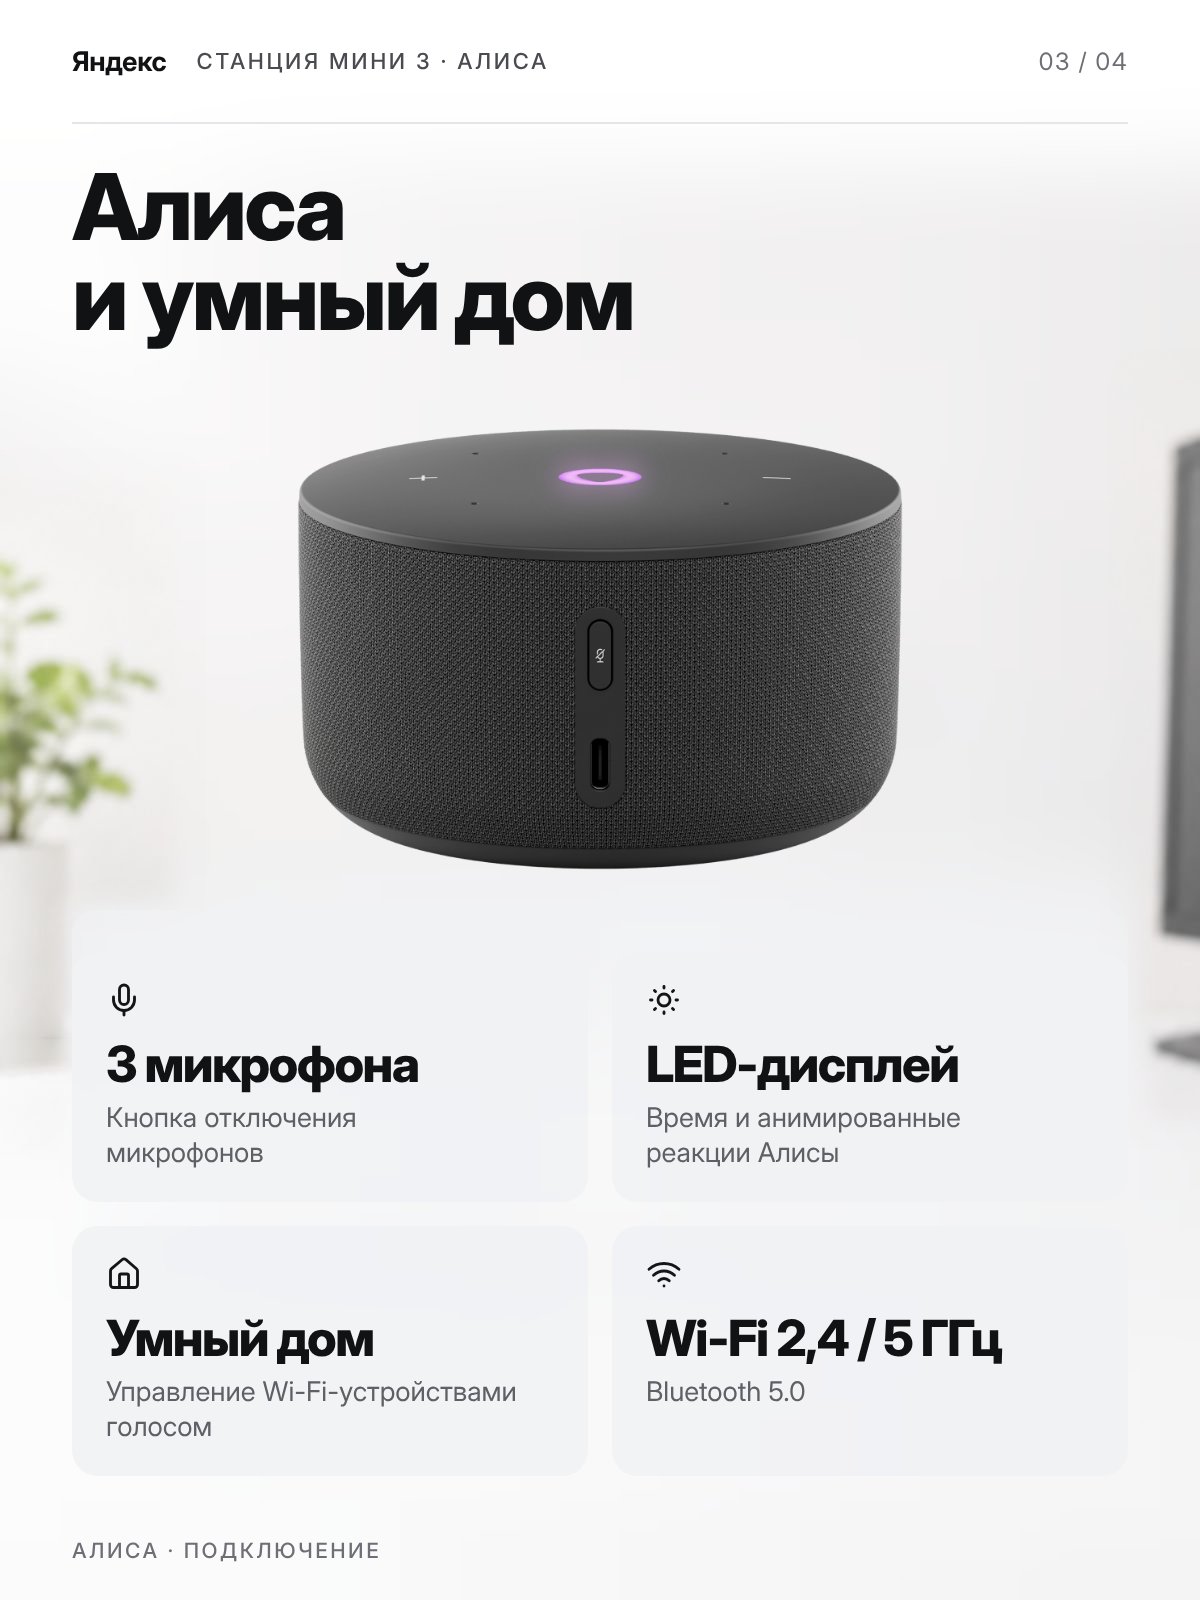 Яндекс СТАНЦИЯ МИНИ 3 · АЛИСА 03 / 04
Алиса
и умный дом
3 микрофона
Кнопка отключения
микрофонов
LED-дисплей
Время и анимированные
реакции Алисы
Умный дом
Управление Wi-Fi-устройствами
голосом
Wi-Fi 2,4 / 5 ГГц
Bluetooth 5.0
АЛИСА · ПОДКЛЮЧЕНИЕ